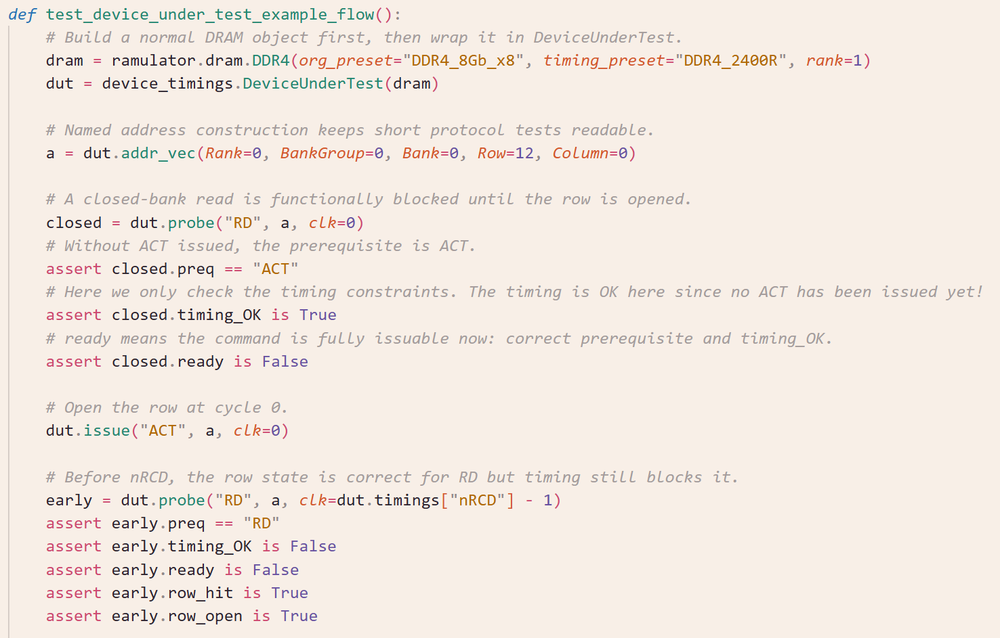 def test_device_under_test_example_flow():
    # Build a normal DRAM object first, then wrap it in DeviceUnderTest.
    dram = ramulator.dram.DDR4(org_preset="DDR4_8Gb_x8", timing_preset="DDR4_2400R", rank=1)
    dut = device_timings.DeviceUnderTest(dram)

    # Named address construction keeps short protocol tests readable.
    a = dut.addr_vec(Rank=0, BankGroup=0, Bank=0, Row=12, Column=0)

    # A closed-bank read is functionally blocked until the row is opened.
    closed = dut.probe("RD", a, clk=0)
    # Without ACT issued, the prerequisite is ACT.
    assert closed.preq == "ACT"
    # Here we only check the timing constraints. The timing is OK here since no ACT has been issued yet!
    assert closed.timing_OK is True
    # ready means the command is fully issuable now: correct prerequisite and timing_OK.
    assert closed.ready is False

    # Open the row at cycle 0.
    dut.issue("ACT", a, clk=0)

    # Before nRCD, the row state is correct for RD but timing still blocks it.
    early = dut.probe("RD", a, clk=dut.timings["nRCD"] - 1)
    assert early.preq == "RD"
    assert early.timing_OK is False
    assert early.ready is False
    assert early.row_hit is True
    assert early.row_open is True